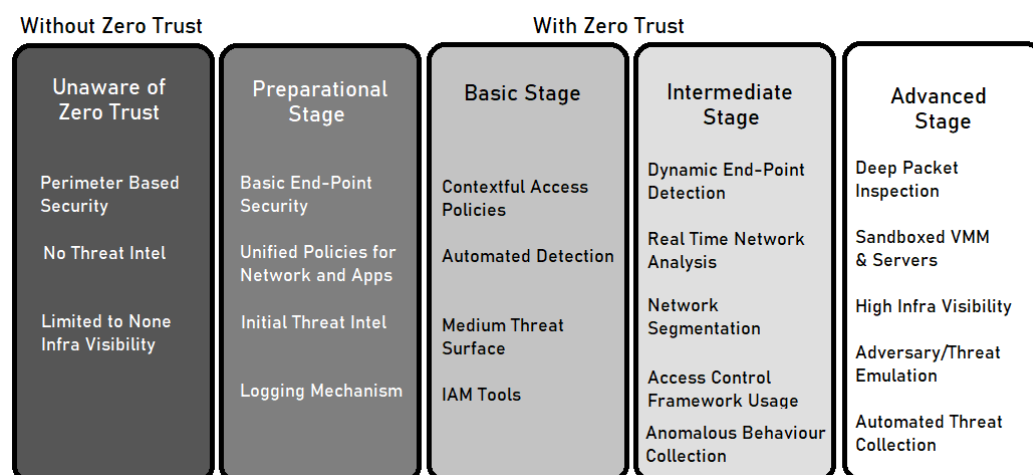 Without Zero Trust
With Zero Trust
Unaware of
Zero Trust
Perimeter Based
Security
No Threat Intel
Limited to None
Infra Visibility
Preparational
Stage
Basic End-Point
Security
Unified Policies for
Network and Apps
Initial Threat Intel
Logging Mechanism
Basic Stage
Contextful Access
Policies
Automated Detection
Medium Threat
Surface
IAM Tools
Intermediate
Stage
Dynamic End-Point
Detection
Real Time Network
Analysis
Network
Segmentation
Access Control
Framework Usage
Anomalous Behaviour
Collection
Advanced
Stage
Deep Packet
Inspection
Sandboxed VMM
& Servers
High Infra Visibility
Adversary/Threat
Emulation
Automated Threat
Collection